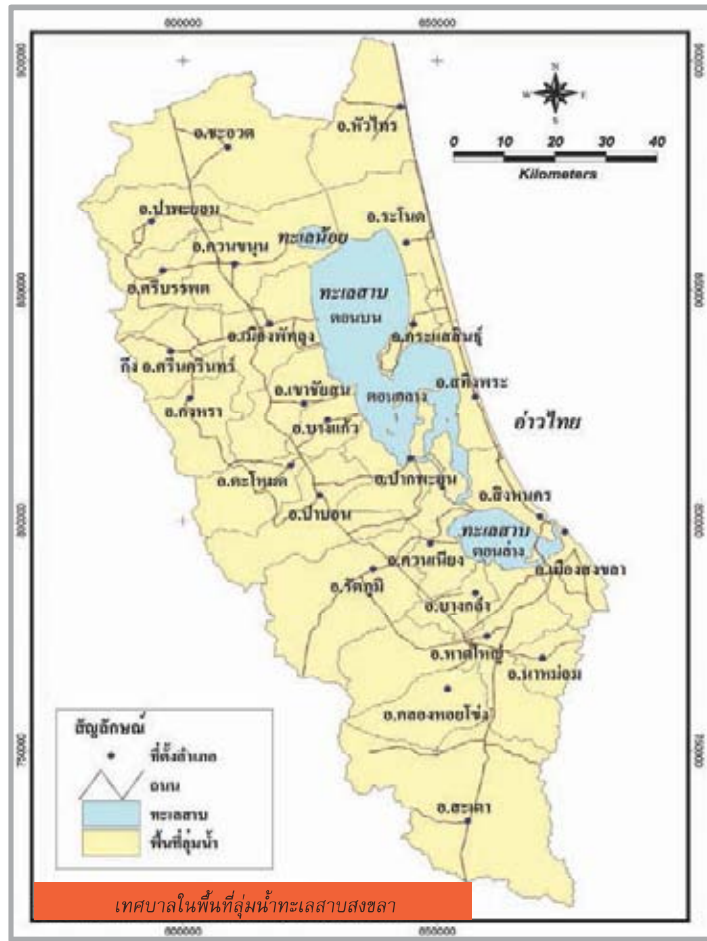 600000
650000
900000
900000
N
W
E
S
0 10 20 30 40
Kilometers
อ.หัวไทร
อ.ชะอวด
อ.ป่าพะยอม
อ.ระโนด
ทะเลน้อย
อ.ควนขนุน
850000
850000
อ.ศรีบรรพต
ทะเลสาบ
ตอนบน
อ.เมืองพัทลุง
อ.กระแสสินธุ์
กิ่ง อ.ศรีนครินทร์
อ.สทิงพระ
อ.เขาชัยสน
ตอนกลาง
อ.กงหรา
อ.บางแก้ว
อ่าวไทย
อ.ตะโหมด
อ.ปากพะยูน
อ.ป่าบอน
อ.สิงหนคร
800000
800000
ทะเลสาบ
ตอนล่าง
อ.ควนเนียง
อ.เมืองสงขลา
อ.รัตภูมิ
อ.บางกล่ำ
อ.หาดใหญ่
อ.นาหม่อม
อ.คลองหอยโข่ง
สัญลักษณ์
750000
750000
ที่ตั้งอำเภอ
ถนน
ทะเลสาบ
อ.สะเดา
พื้นที่ลุ่มน้ำ
เทศบาลในพื้นที่ลุ่มน้ำทะเลสาบสงขลา
600000
650000